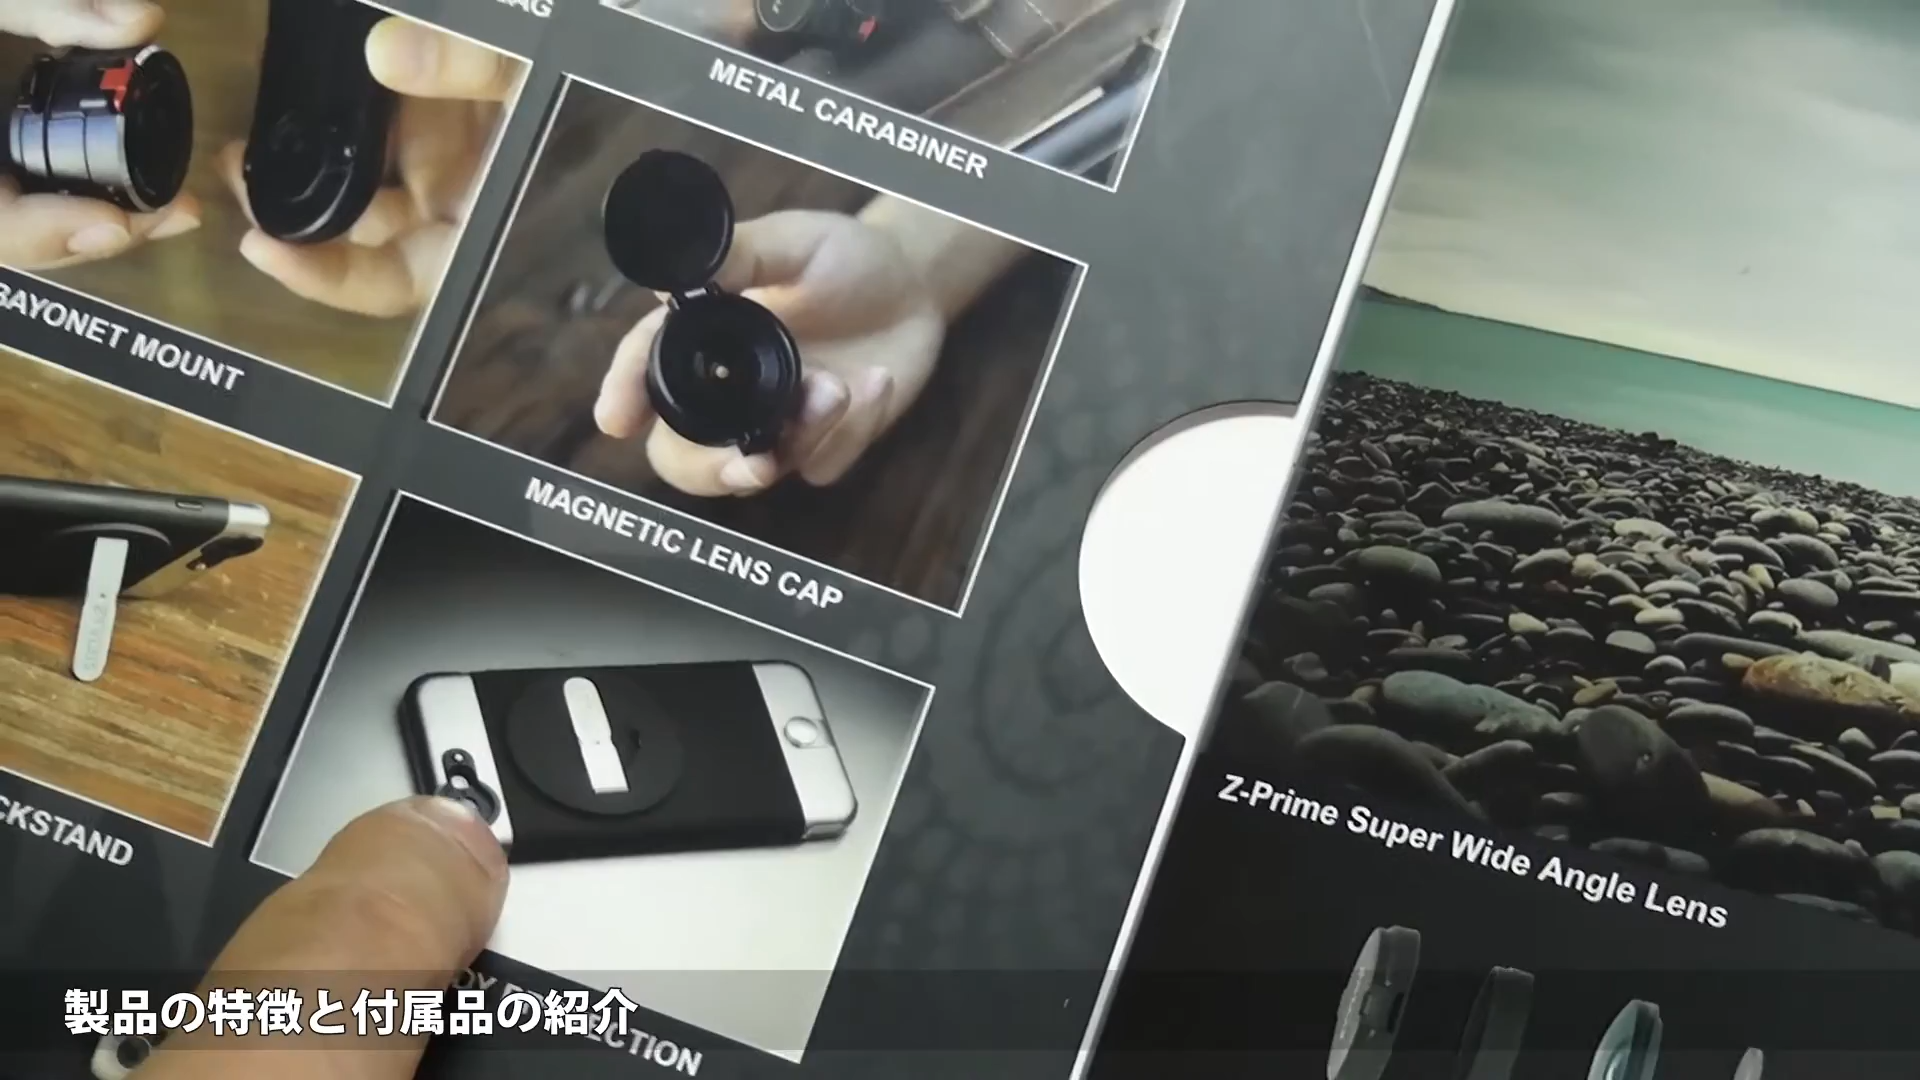 METAL CARABINER
BAYONET MOUNT
MAGNETIC LENS CAP
Z-Prime Super Wide Angle Lens
製品の特徴と付属品の紹介